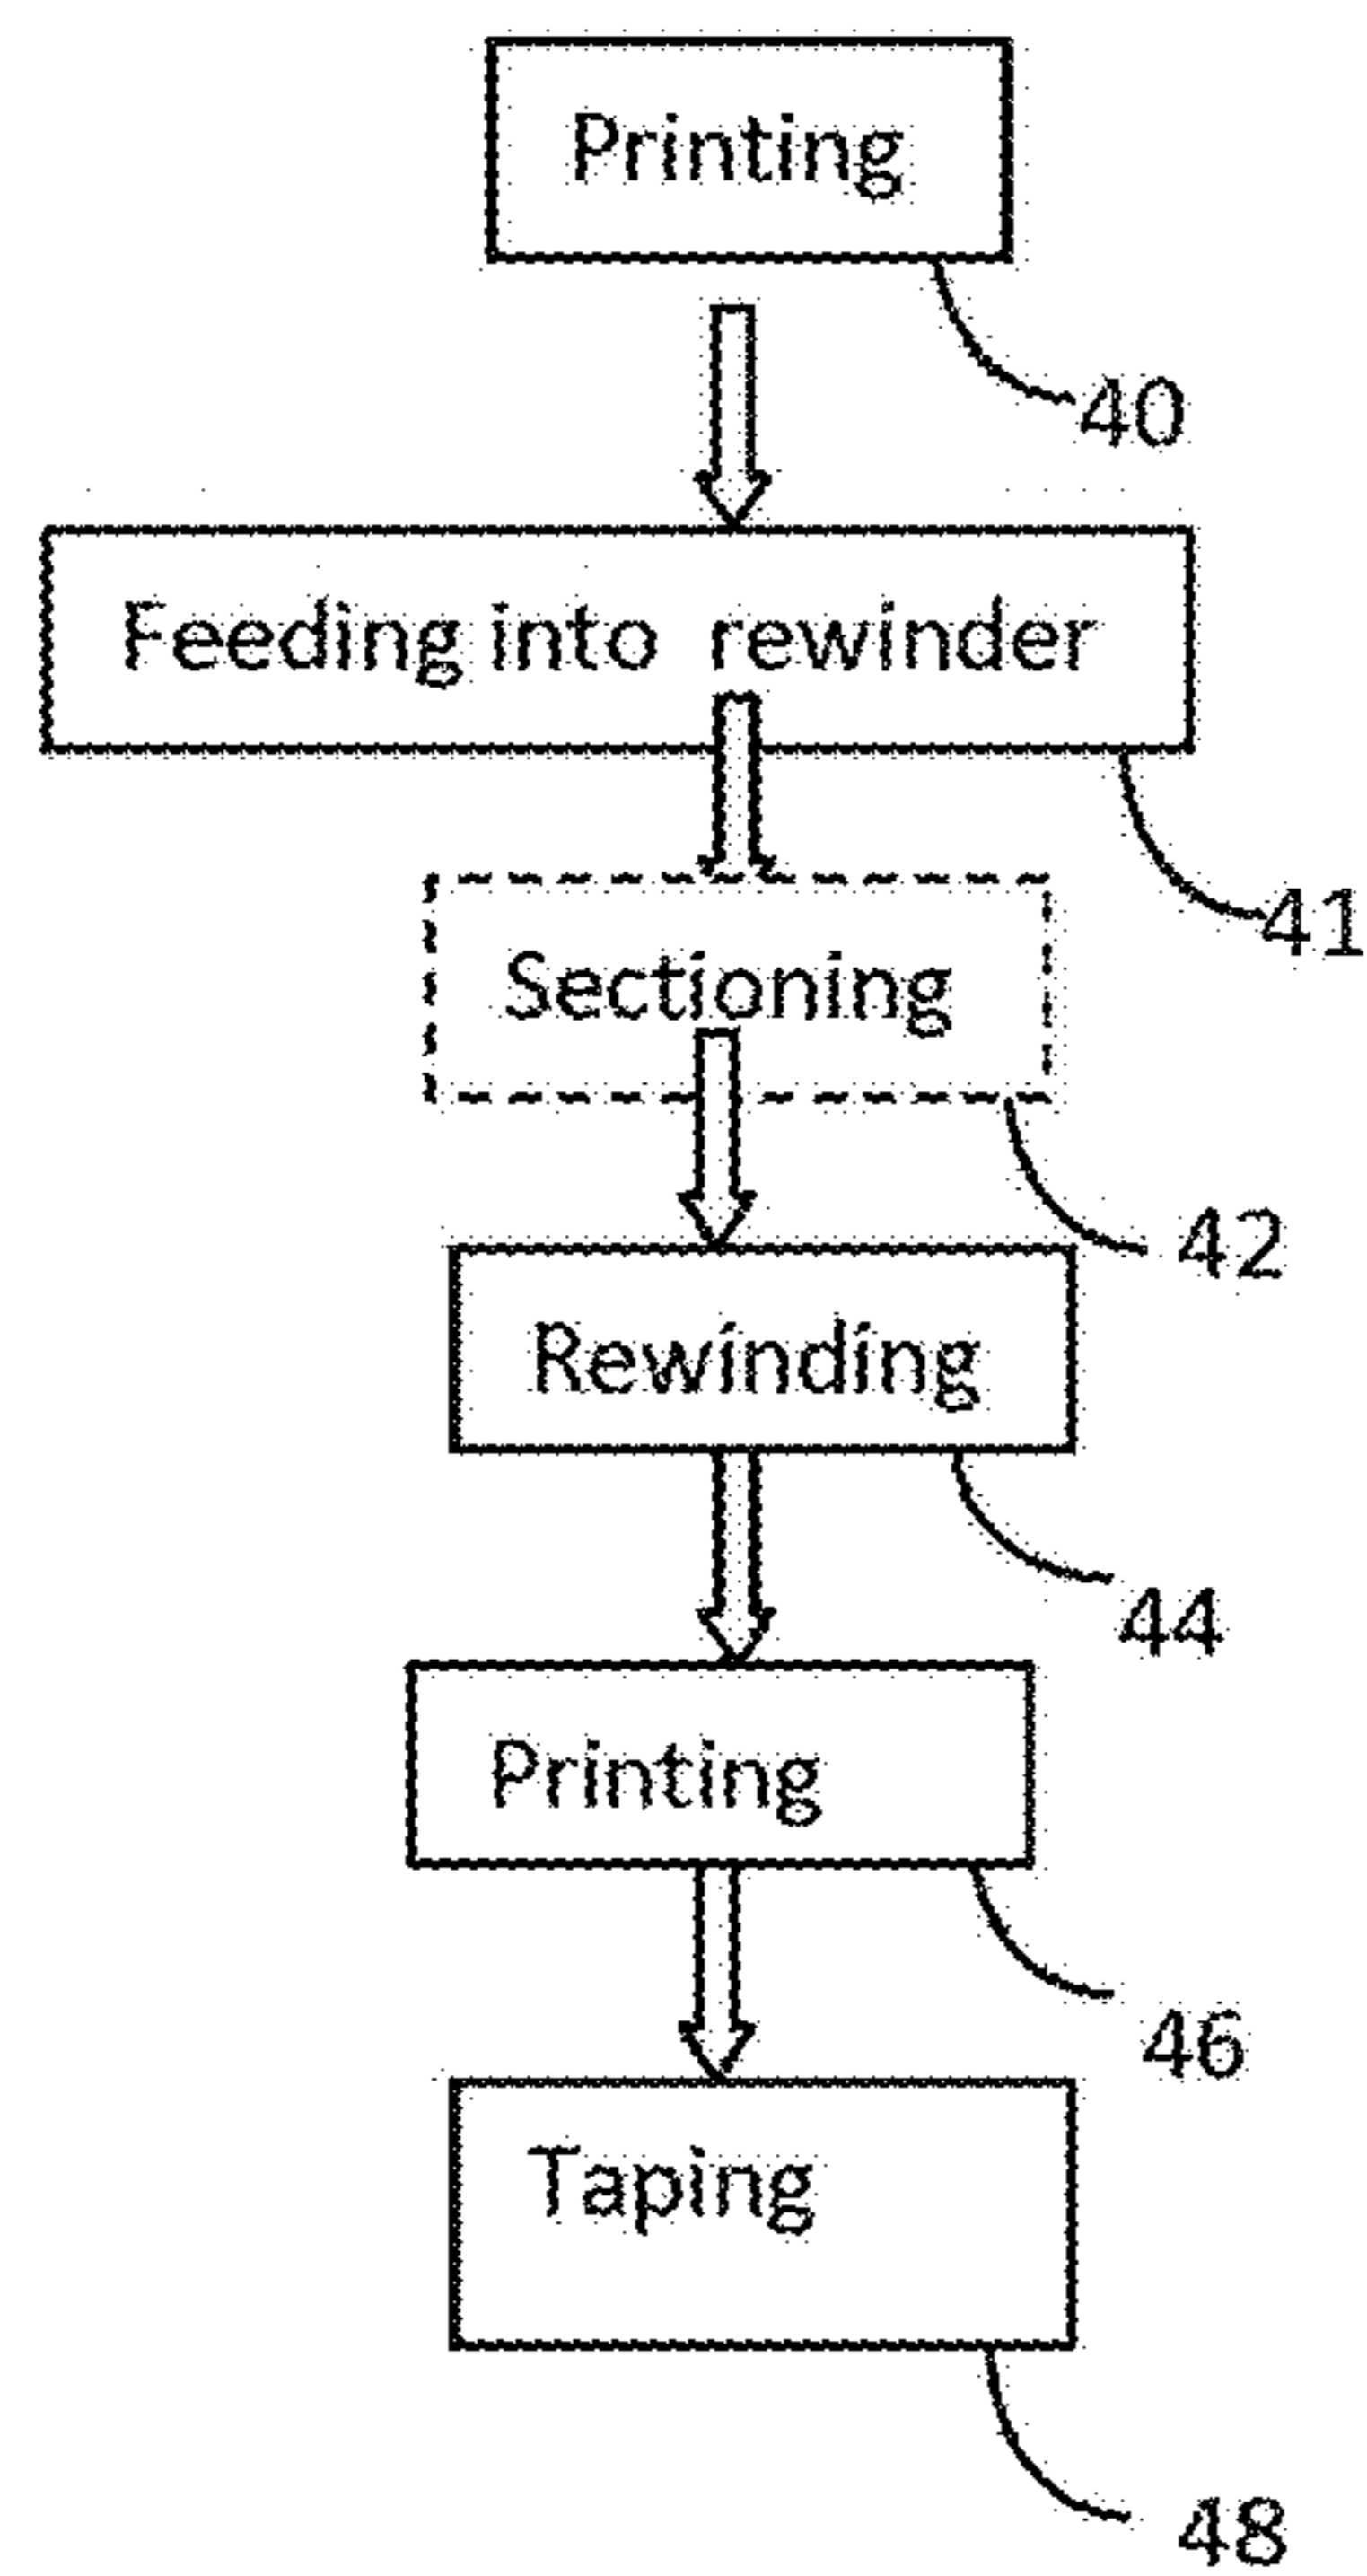 Printing
40
Feeding into rewinder
41
Sectioning
42
Rewinding
44
Printing
46
Taping
48